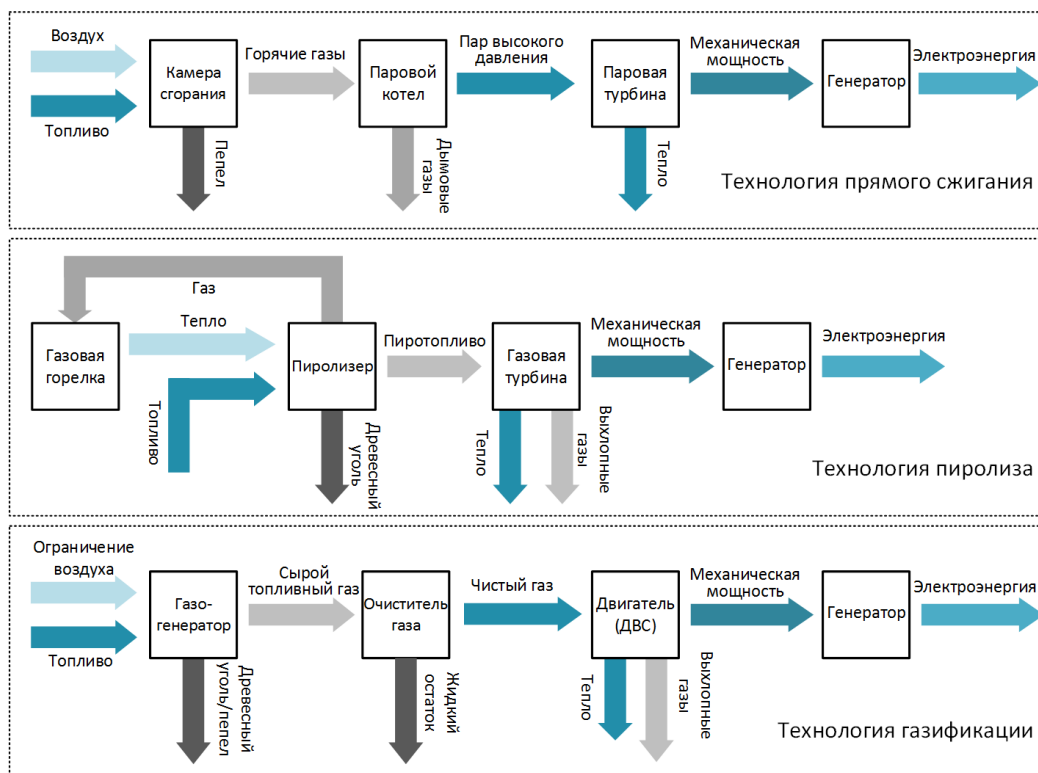 Воздух
Топливо
Камера
сгорания
Пепел
Горячие газы
Паровой
котел
Дымовые
газы
Пар высокого
давления
Паровая
турбина
Тепло
Механическая
мощность
Генератор
Электроэнергия
Технология прямого сжигания
Газ
Газовая
горелка
Тепло
Топливо
Пиролизер
Древесный
уголь
Пиротопливо
Газовая
турбина
Тепло
Выхлопные
газы
Механическая
мощность
Генератор
Электроэнергия
Технология пиролиза
Ограничение
воздуха
Топливо
Газо-
генератор
Древесный
уголь/пепел
Сырой
топливный газ
Очиститель
газа
Жидкий
остаток
Чистый газ
Двигатель
(ДВС)
Тепло
Выхлопные
газы
Механическая
мощность
Генератор
Электроэнергия
Технология газификации